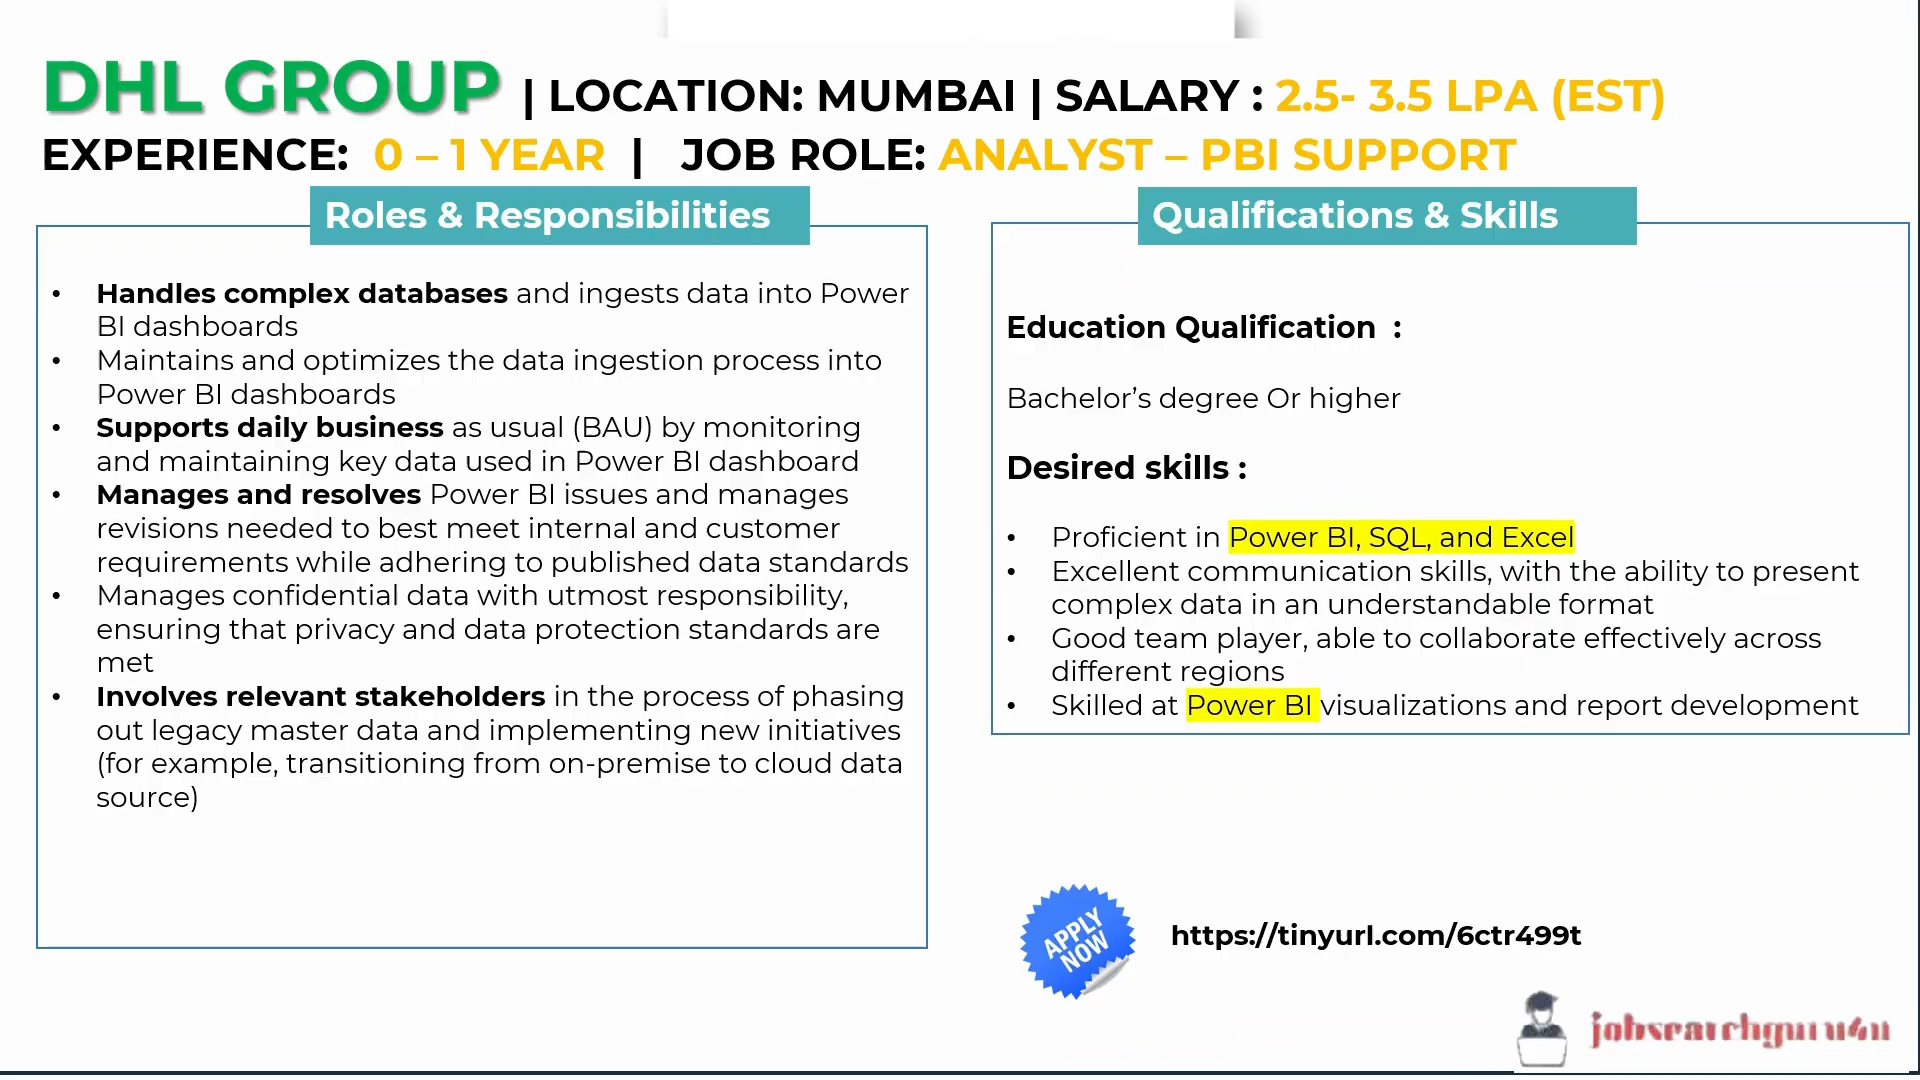 DHL GROUP | LOCATION: MUMBAI | SALARY : 2.5- 3.5 LPA (EST)
EXPERIENCE: 0 – 1 YEAR | JOB ROLE: ANALYST – PBI SUPPORT
Roles & Responsibilities
• Handles complex databases and ingests data into Power
BI dashboards
• Maintains and optimizes the data ingestion process into
Power BI dashboards
• Supports daily business as usual (BAU) by monitoring
and maintaining key data used in Power BI dashboard
• Manages and resolves Power BI issues and manages
revisions needed to best meet internal and customer
requirements while adhering to published data standards
• Manages confidential data with utmost responsibility,
ensuring that privacy and data protection standards are
met
• Involves relevant stakeholders in the process of phasing
out legacy master data and implementing new initiatives
(for example, transitioning from on-premise to cloud data
source)
Qualifications & Skills
Education Qualification :
Bachelor’s degree Or higher
Desired skills :
• Proficient in Power BI, SQL, and Excel
• Excellent communication skills, with the ability to present
complex data in an understandable format
• Good team player, able to collaborate effectively across
different regions
• Skilled at Power BI visualizations and report development
APPLY
NOW
https://tinyurl.com/6ctr499t
jobsearchguru4u